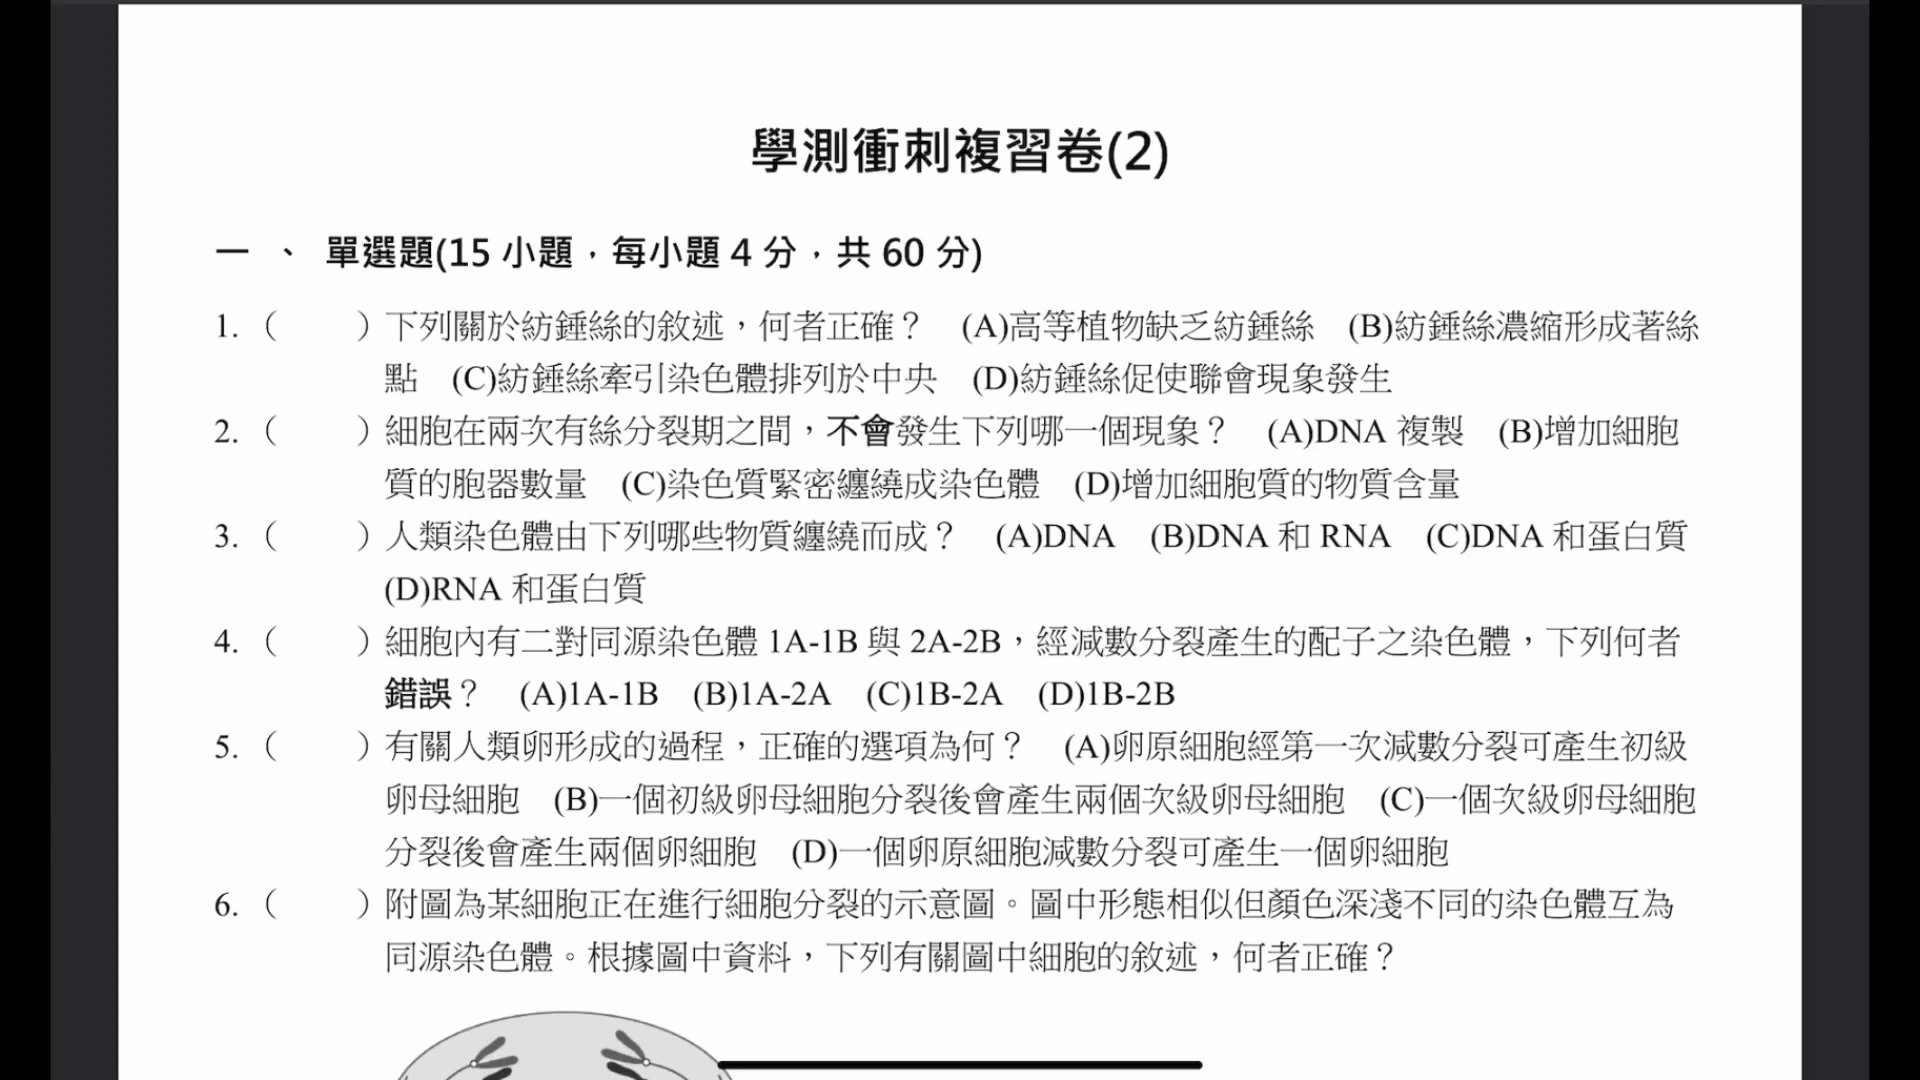 學測衝刺複習卷(2)
一 、 單選題(15 小題，每小題 4 分，共 60 分)
1. (　　) 下列關於紡錘絲的敘述，何者正確？ (A)高等植物缺乏紡錘絲 (B)紡錘絲濃縮形成著絲
點 (C)紡錘絲牽引染色體排列於中央 (D)紡錘絲促使聯會現象發生
2. (　　) 細胞在兩次有絲分裂期之間，不會發生下列哪一個現象？ (A)DNA 複製 (B)增加細胞
質的胞器數量 (C)染色質緊密纏繞成染色體 (D)增加細胞質的物質含量
3. (　　) 人類染色體由下列哪些物質纏繞而成？ (A)DNA (B)DNA 和 RNA (C)DNA 和蛋白質
(D)RNA 和蛋白質
4. (　　) 細胞內有二對同源染色體 1A-1B 與 2A-2B，經減數分裂產生的配子之染色體，下列何者
錯誤？ (A)1A-1B (B)1A-2A (C)1B-2A (D)1B-2B
5. (　　) 有關人類卵形成的過程，正確的選項為何？ (A)卵原細胞經第一次減數分裂可產生初級
卵母細胞 (B)一個初級卵母細胞分裂後會產生兩個次級卵母細胞 (C)一個次級卵母細胞
分裂後會產生兩個卵細胞 (D)一個卵原細胞減數分裂可產生一個卵細胞
6. (　　) 附圖為某細胞正在進行細胞分裂的示意圖。圖中形態相似但顏色深淺不同的染色體互為
同源染色體。根據圖中資料，下列有關圖中細胞的敘述，何者正確？